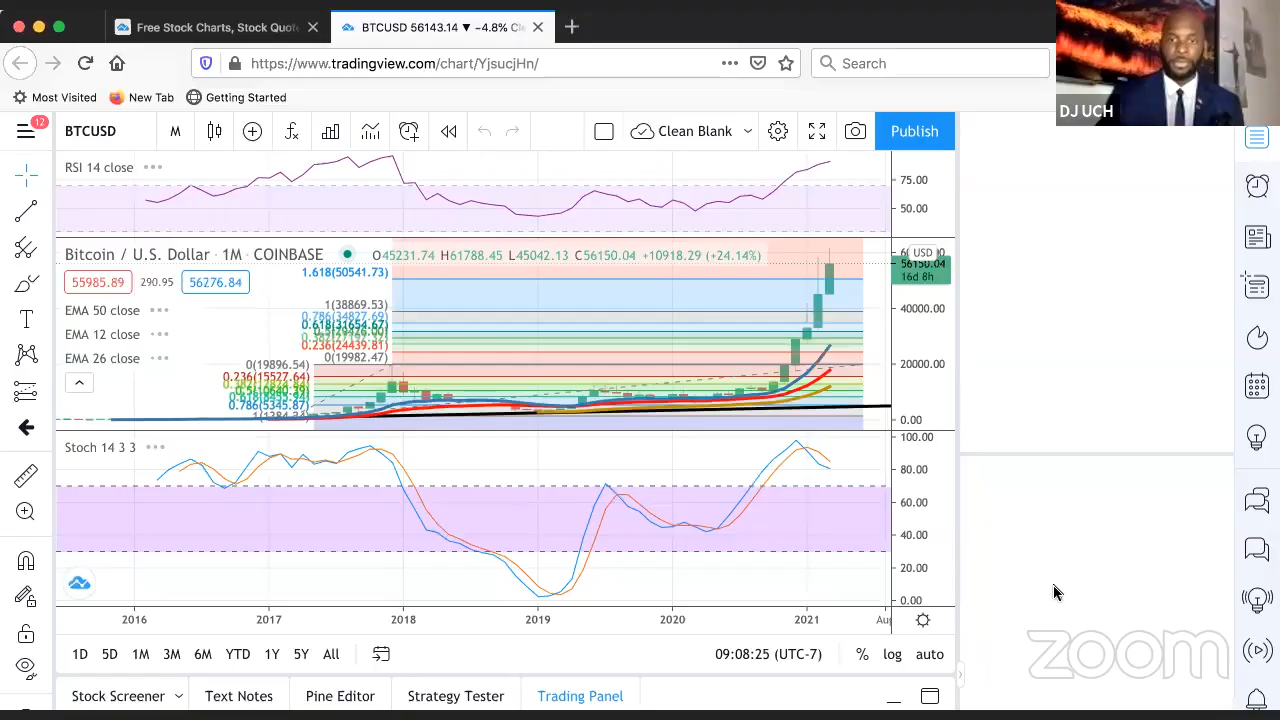 Free Stock Charts, Stock Quot
BTCUSD 56143.14 ▼ −4.8% Cl
https://www.tradingview.com/chart/YjsucjHn/
Search
Most Visited
New Tab
Getting Started
DJ UCH
12
BTCUSD
M
Clean Blank
Publish
RSI 14 close
75.00
50.00
Bitcoin / U.S. Dollar · 1M · COINBASE
O45231.74 H61788.45 L45042.13 C56150.04 +10918.29 (+24.14%)
USD
56150.04
16d 8h
1.618(50541.73)
55985.89
290.95
56276.84
EMA 50 close
1(38869.53)
40000.00
0.786(34827.69)
0.618(31654.67)
EMA 12 close
0.236(24439.81)
EMA 26 close
0(19982.47)
0(19896.54)
20000.00
0.236(15527.64)
0.786(5345.87)
0.00
Stoch 14 3 3
100.00
80.00
60.00
40.00
20.00
0.00
2016
2017
2018
2019
2020
2021
1D
5D
1M
3M
6M
YTD
1Y
5Y
All
09:08:25 (UTC-7)
%
log
auto
zoom
Stock Screener
Text Notes
Pine Editor
Strategy Tester
Trading Panel